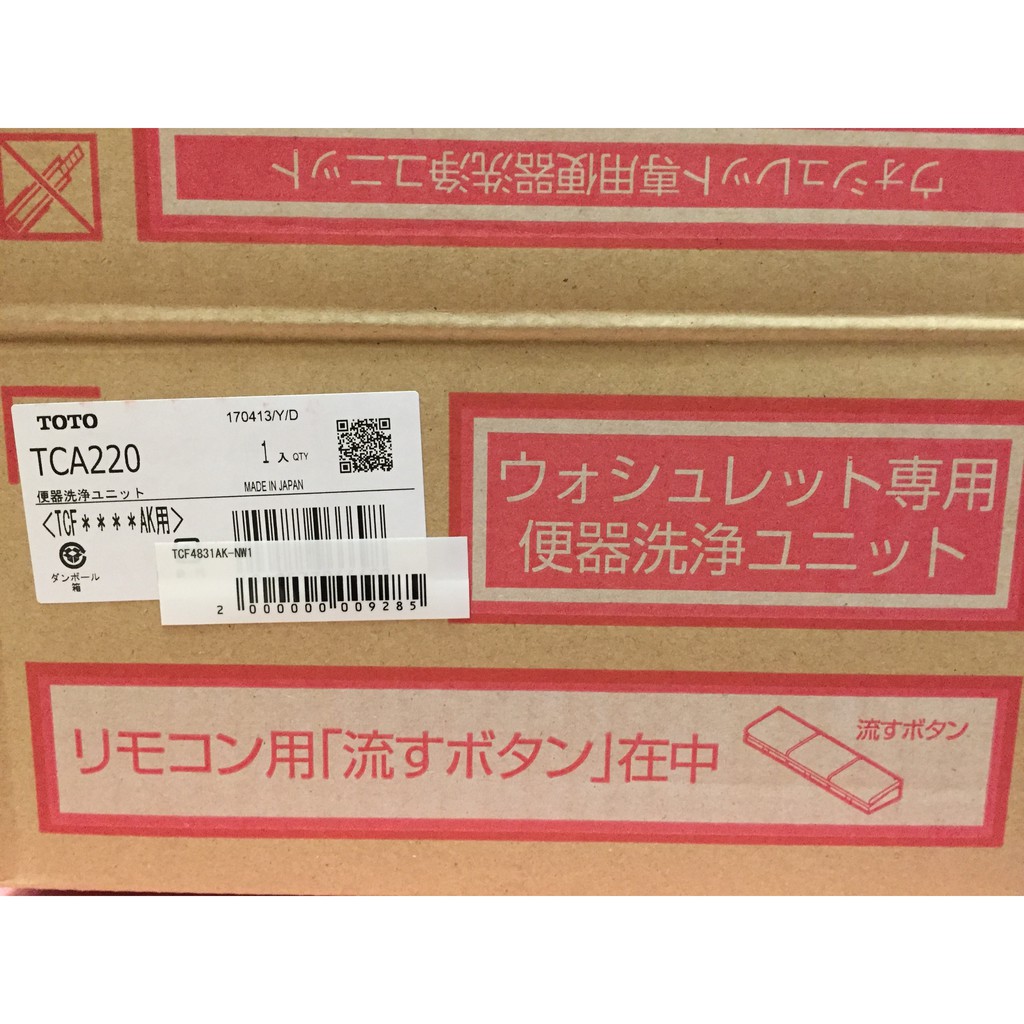 ウォシュレット専用便器洗浄ユニット
TOTO
170413/Y/D
TCA220
1入 QTY
便器洗浄ユニット
MADE IN JAPAN
<TCF****AK用>
ダンボール
箱
TCF4831AK-NW1
2 000000 009285
ウォシュレット専用
便器洗浄ユニット
リモコン用「流すボタン」在中
流すボタン